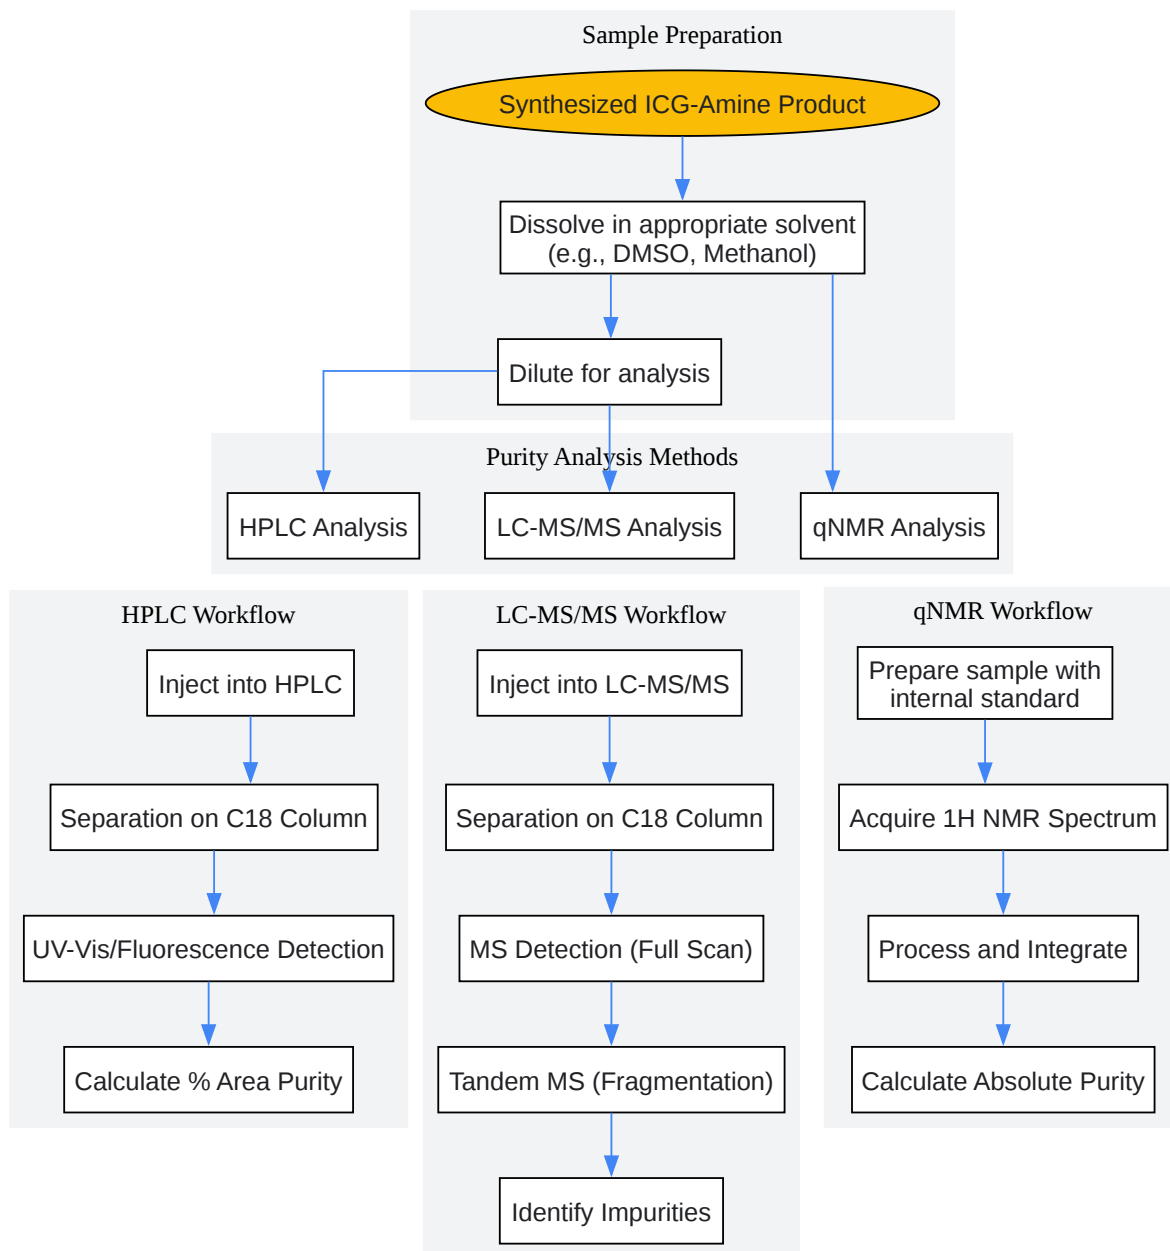 Sample Preparation
Synthesized ICG-Amine Product
Dissolve in appropriate solvent
(e.g., DMSO, Methanol)
Dilute for analysis
Purity Analysis Methods
HPLC Analysis
LC-MS/MS Analysis
qNMR Analysis
HPLC Workflow
Inject into HPLC
Separation on C18 Column
UV-Vis/Fluorescence Detection
Calculate % Area Purity
LC-MS/MS Workflow
Inject into LC-MS/MS
Separation on C18 Column
MS Detection (Full Scan)
Tandem MS (Fragmentation)
Identify Impurities
qNMR Workflow
Prepare sample with
internal standard
Acquire 1H NMR Spectrum
Process and Integrate
Calculate Absolute Purity